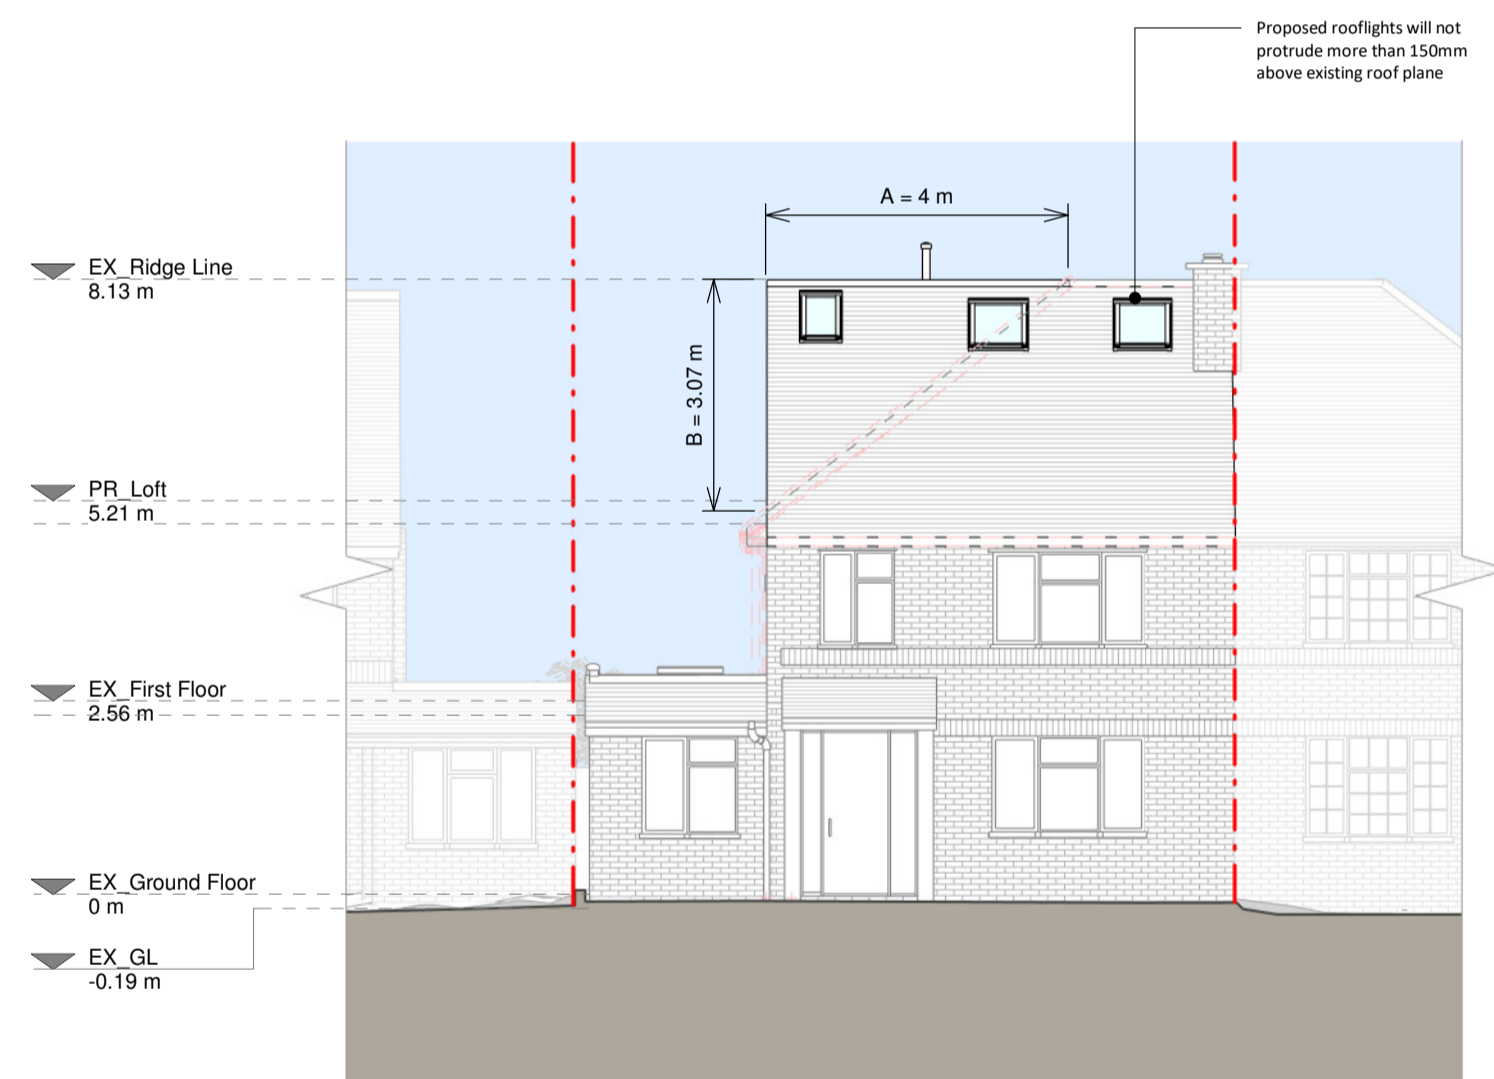 Proposed rooflights will not
protrude more than 150mm
above existing roof plane
A = 4 m
EX_Ridge Line
8.13 m
B = 3.07 m
PR_Loft
5.21 m
EX_First Floor
2.56 m
EX_Ground Floor
0 m
EX_GL
-0.19 m